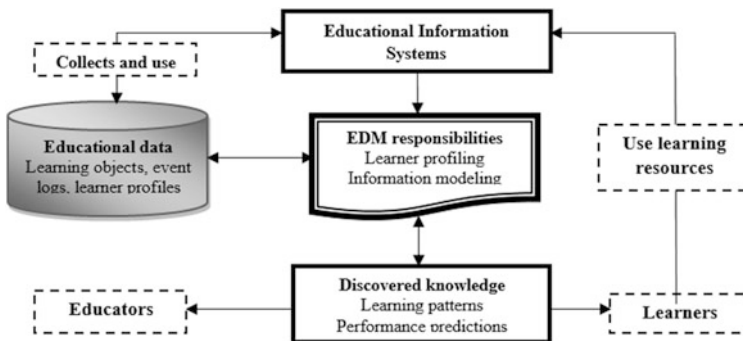 Educational Information
Systems
Collects and use
Educational data
Learning objects, event
logs, learner profiles
EDM responsibilities
Learner profiling
Information modeling
Use learning
resources
Discovered knowledge
Learning patterns
Performance predictions
Educators
Learners